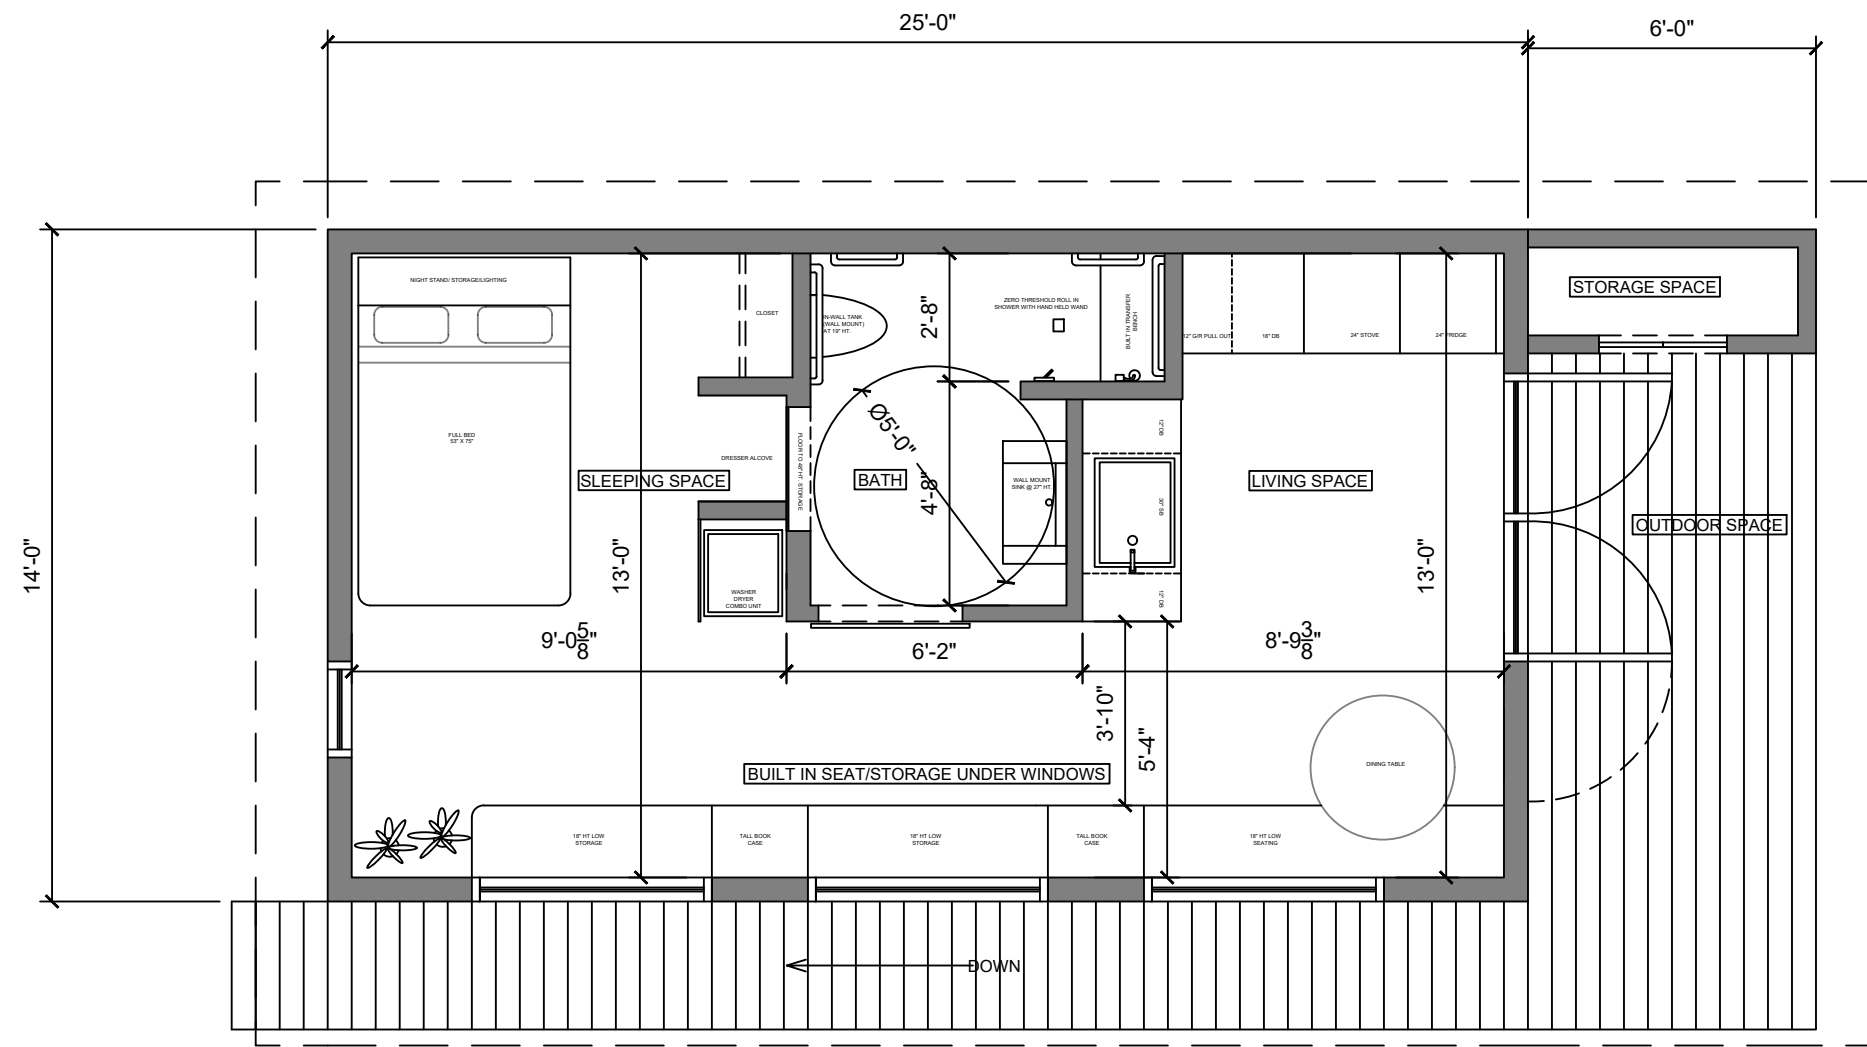 25'-0"
6'-0"
14'-0"
NIGHT STAND/ STORAGE/LIGHTING
FULL BED
53" X 75"
SLEEPING SPACE
13'-0"
9'-0 5/8"
CLOSET
DRESSER ALCOVE
WASHER
DRYER
COMBO UNIT
IN-WALL TANK
(WALL MOUNT)
AT 19" HT.
2'-8"
ZERO THRESHOLD ROLL IN
SHOWER WITH HAND HELD WAND
BUILT IN TRANSFER
BENCH
FLOOR TO 48" HT. STORAGE
Ø5'-0"
BATH
4'-8"
WALL MOUNT
SINK @ 27" HT.
6'-2"
12" G/R PULL OUT
18" DB
24" STOVE
24" FRIDGE
12" DB
30" SB
12" DB
LIVING SPACE
13'-0"
8'-9 3/8"
3'-10"
5'-4"
STORAGE SPACE
OUTDOOR SPACE
DINING TABLE
BUILT IN SEAT/STORAGE UNDER WINDOWS
18" HT LOW
STORAGE
TALL BOOK
CASE
18" HT LOW
STORAGE
TALL BOOK
CASE
18" HT LOW
SEATING
DOWN